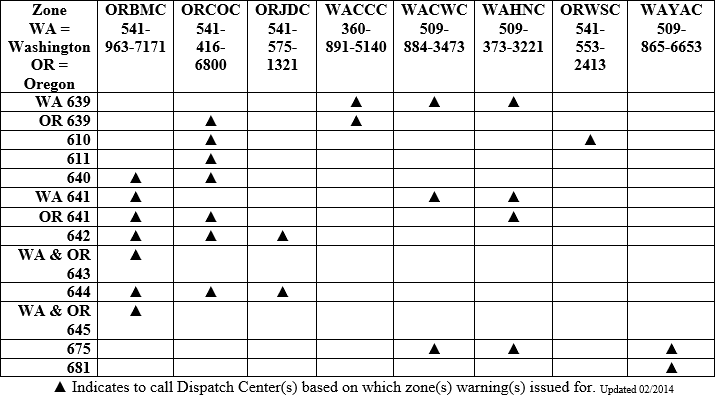 Zone ORBMC ORCOC ORJDC WACCC WACWC WAHNC ORWSC WAYAC
WA = 541- 541- 541- 360- 509- 509- 541- 509-
Washington 963-7171 416- 575- 891-5140 884-3473 373-3221 553- 865-6653
OR = 6800 1321 2413
Oregon
WA 639 ▲ ▲ ▲
OR 639 ▲ ▲
610 ▲ ▲
611 ▲
640 ▲ ▲
WA 641 ▲ ▲ ▲
OR 641 ▲ ▲ ▲
642 ▲ ▲ ▲
WA & OR ▲
643
644 ▲ ▲ ▲
WA & OR ▲
645
675 ▲ ▲ ▲
681 ▲
▲ Indicates to call Dispatch Center(s) based on which zone(s) warning(s) issued for. Updated 02/2014